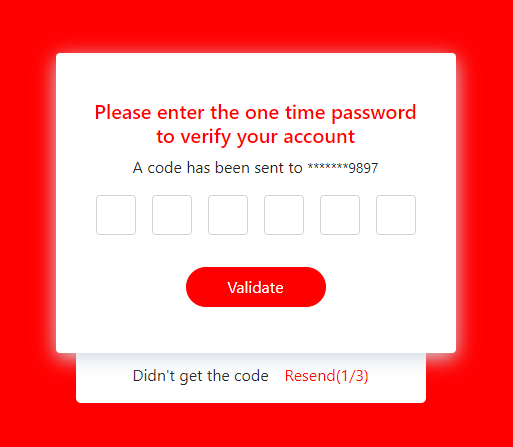 Please enter the one time password
to verify your account
A code has been sent to *******9897
Validate
Didn't get the code Resend(1/3)